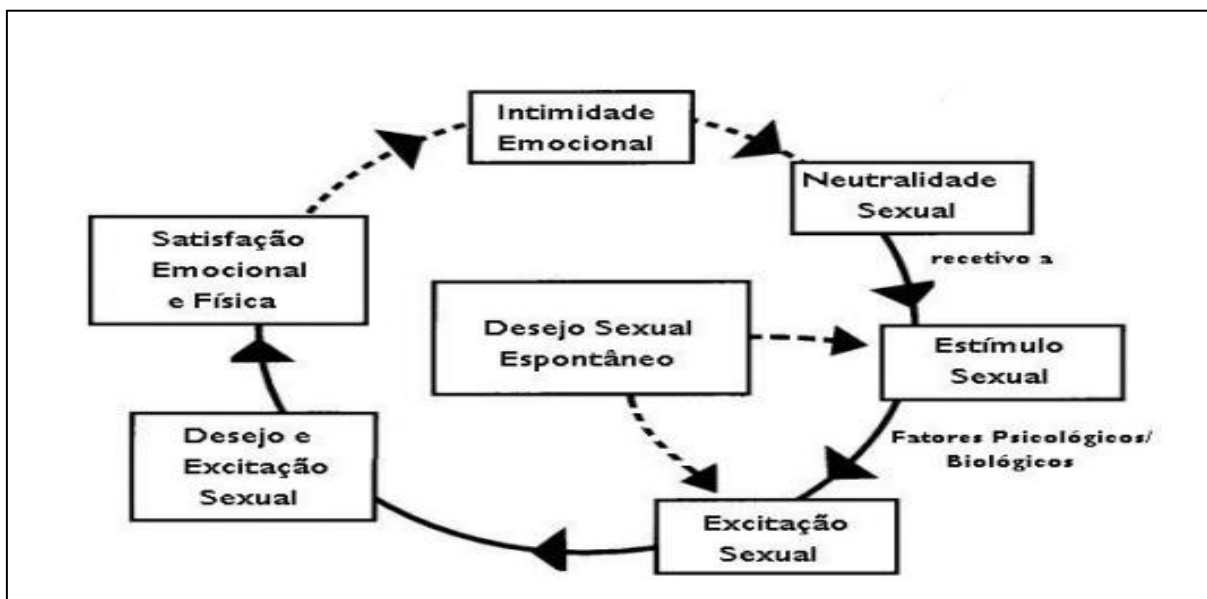 Intimidade
Emocional
Neutralidade
Sexual
recetivo a
Satisfação
Emocional
e Física
Desejo Sexual
Espontâneo
Estímulo
Sexual
Desejo e
Excitação
Sexual
Fatores Psicológicos/
Biológicos
Excitação
Sexual